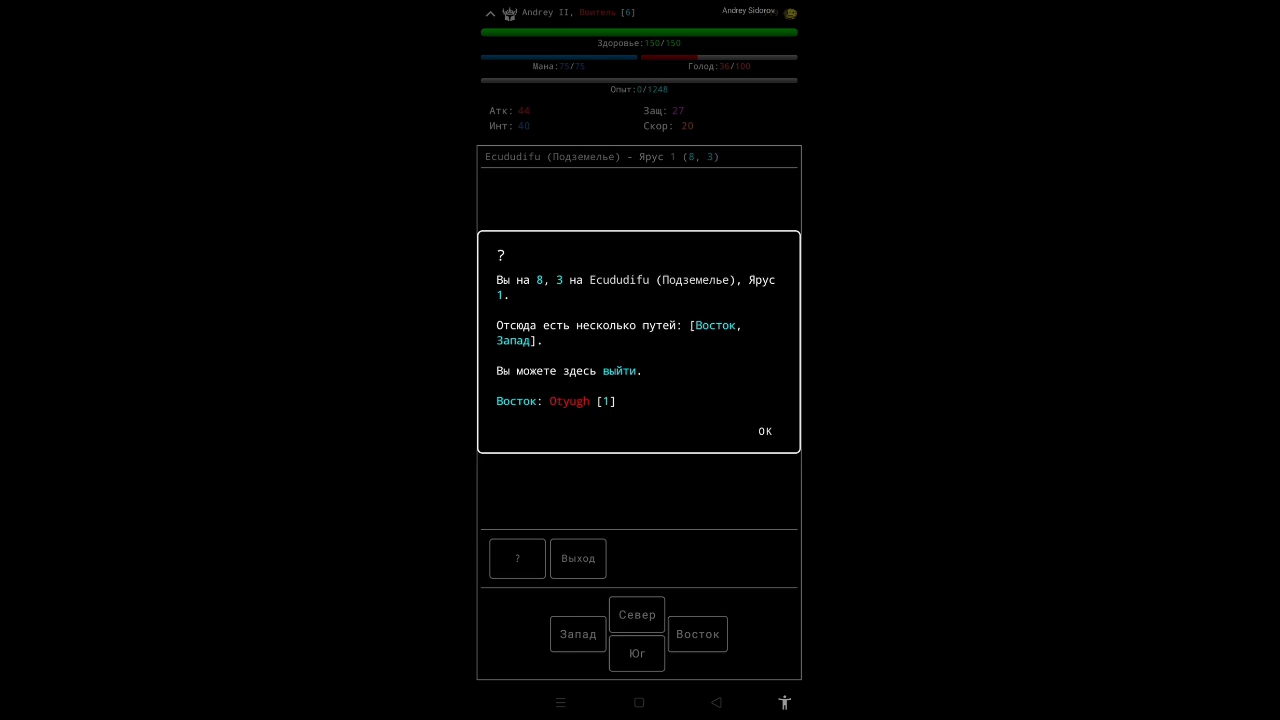 Andrey II, Воитель [6]
Andrey Sidorov
Здоровье:150/150
Мана:75/75 Голод:36/100
Опыт:0/1248
Атк: 44 Защ: 27
Инт: 40 Скор: 20
Ecududifu (Подземелье) - Ярус 1 (8, 3)
?
Вы на 8, 3 на Ecududifu (Подземелье), Ярус
1.
Отсюда есть несколько путей: [Восток,
Запад].
Вы можете здесь выйти.
Восток: Otyugh [1]
OK
? Выход
Север
Запад Восток
Юг